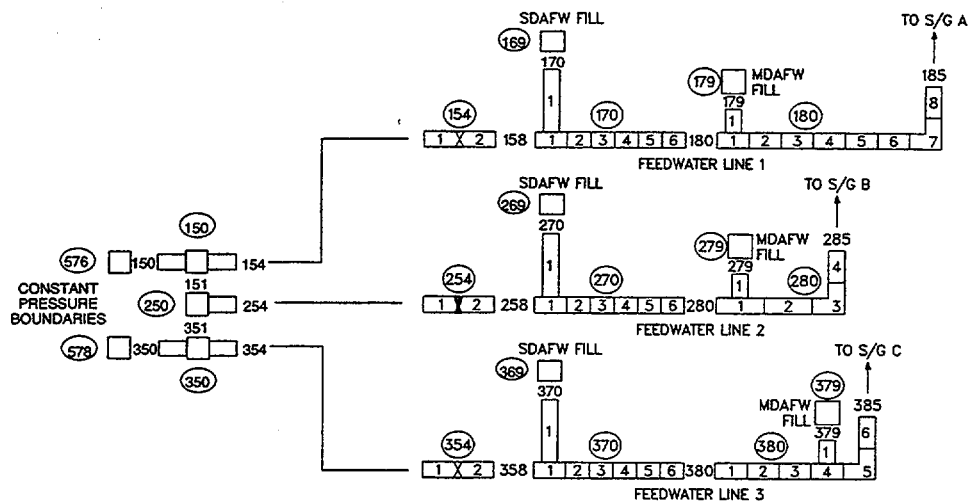 TO S/G A
SDAFW FILL
169
170
185
179
MDAFW FILL
179
1
8
154
170
180
1
1 2 158 1 2 3 4 5 6 180 1 2 3 4 5 6 7
FEEDWATER LINE 1
TO S/G B
SDAFW FILL
269
270
285
279
MDAFW FILL
279
1
4
254
270
280
1
1 2 258 1 2 3 4 5 6 280 1 2 3
FEEDWATER LINE 2
150
576
150
154
151
CONSTANT
PRESSURE
BOUNDARIES
250
254
351
578
350
354
350
TO S/G C
SDAFW FILL
369
370
379
385
MDAFW
FILL
379
1
6
354
370
380
1
1 2 358 1 2 3 4 5 6 380 1 2 3 4 5
FEEDWATER LINE 3